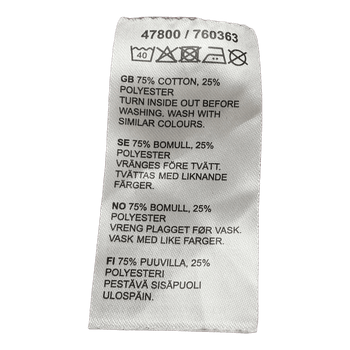 47800 / 760363
40
GB 75% COTTON, 25%
POLYESTER
TURN INSIDE OUT BEFORE
WASHING. WASH WITH
SIMILAR COLOURS.
SE 75% BOMULL, 25%
POLYESTER
VRÄNGES FÖRE TVÄTT.
TVÄTTAS MED LIKNANDE
FÄRGER.
NO 75% BOMULL, 25%
POLYESTER
VRENG PLAGGET FØR VASK.
VASK MED LIKE FARGER.
FI 75% PUUVILLA, 25%
POLYESTERI
PESTÄVÄ SISÄPUOLI
ULOSPÄIN.